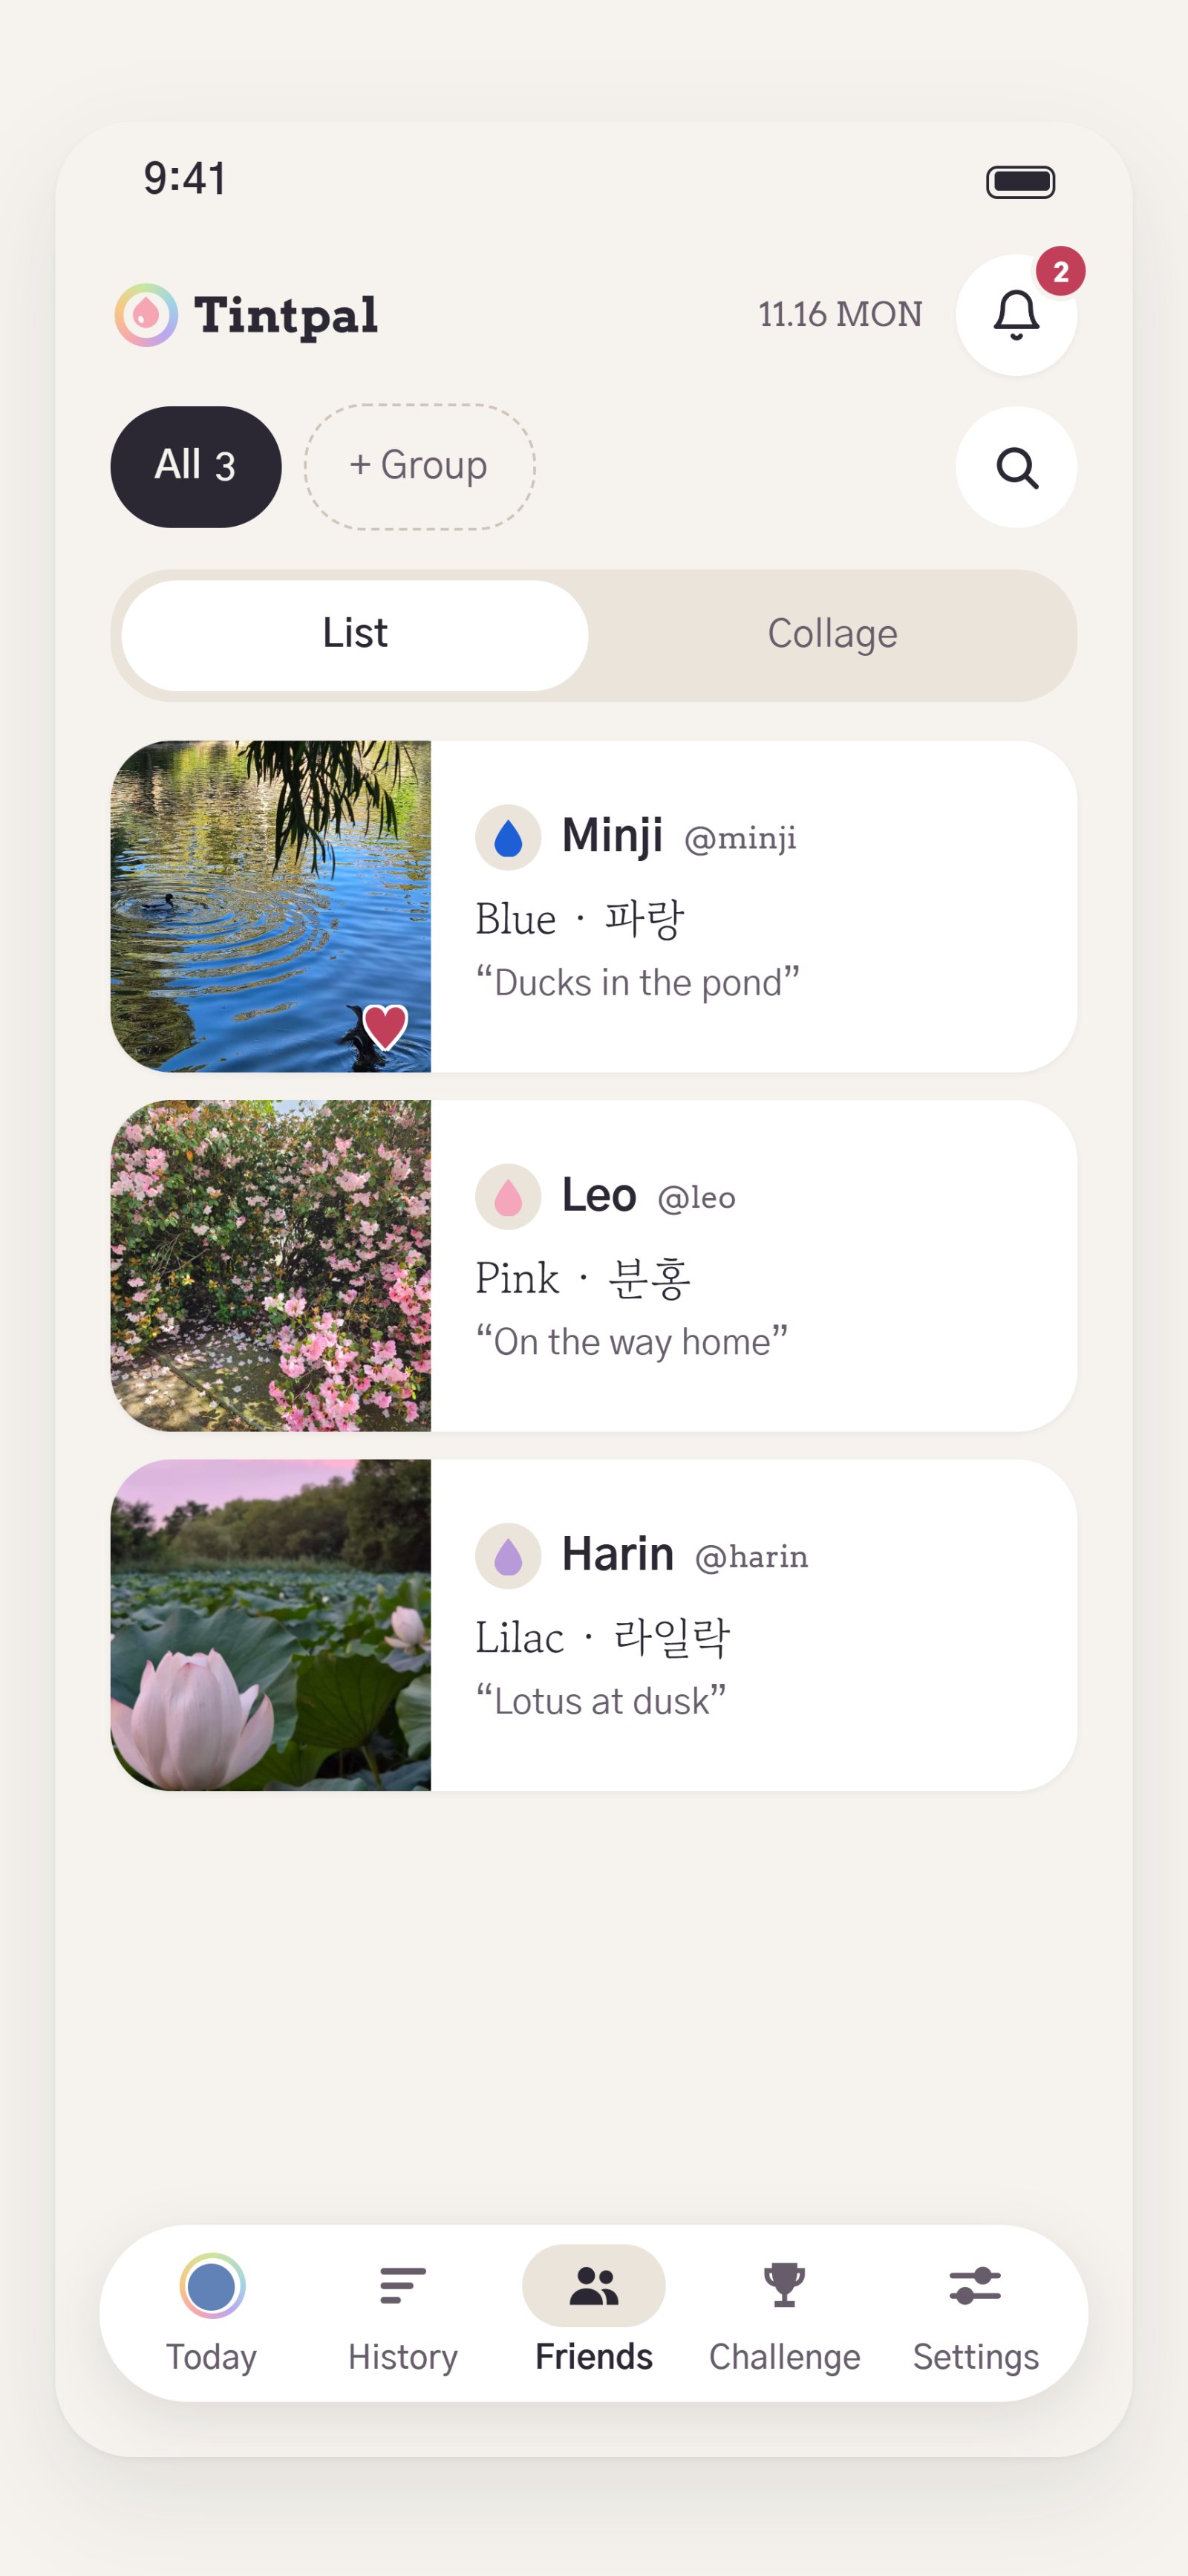 9:41
Tintpal
11.16 MON
2
All 3
+ Group
List
Collage
Minji @minji
Blue · 파랑
“Ducks in the pond”
Leo @leo
Pink · 분홍
“On the way home”
Harin @harin
Lilac · 라일락
“Lotus at dusk”
Today
History
Friends
Challenge
Settings